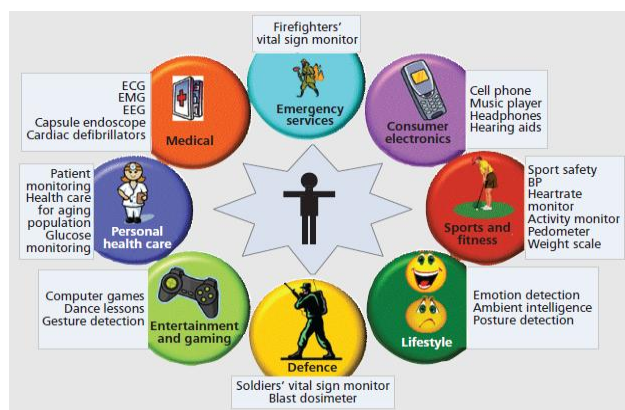 Firefighters'
vital sign monitor
Emergency
services
ECG
EMG
EEG
Capsule endoscope
Cardiac defibrillators
Medical
Consumer
electronics
Cell phone
Music player
Headphones
Hearing aids
Patient
monitoring
Health care
for aging
population
Glucose
monitoring
Personal
health care
Sports and
fitness
Sport safety
BP
Heartrate
monitor
Activity monitor
Pedometer
Weight scale
Computer games
Dance lessons
Gesture detection
Entertainment
and gaming
Lifestyle
Emotion detection
Ambient intelligence
Posture detection
Defence
Soldiers' vital sign monitor
Blast dosimeter